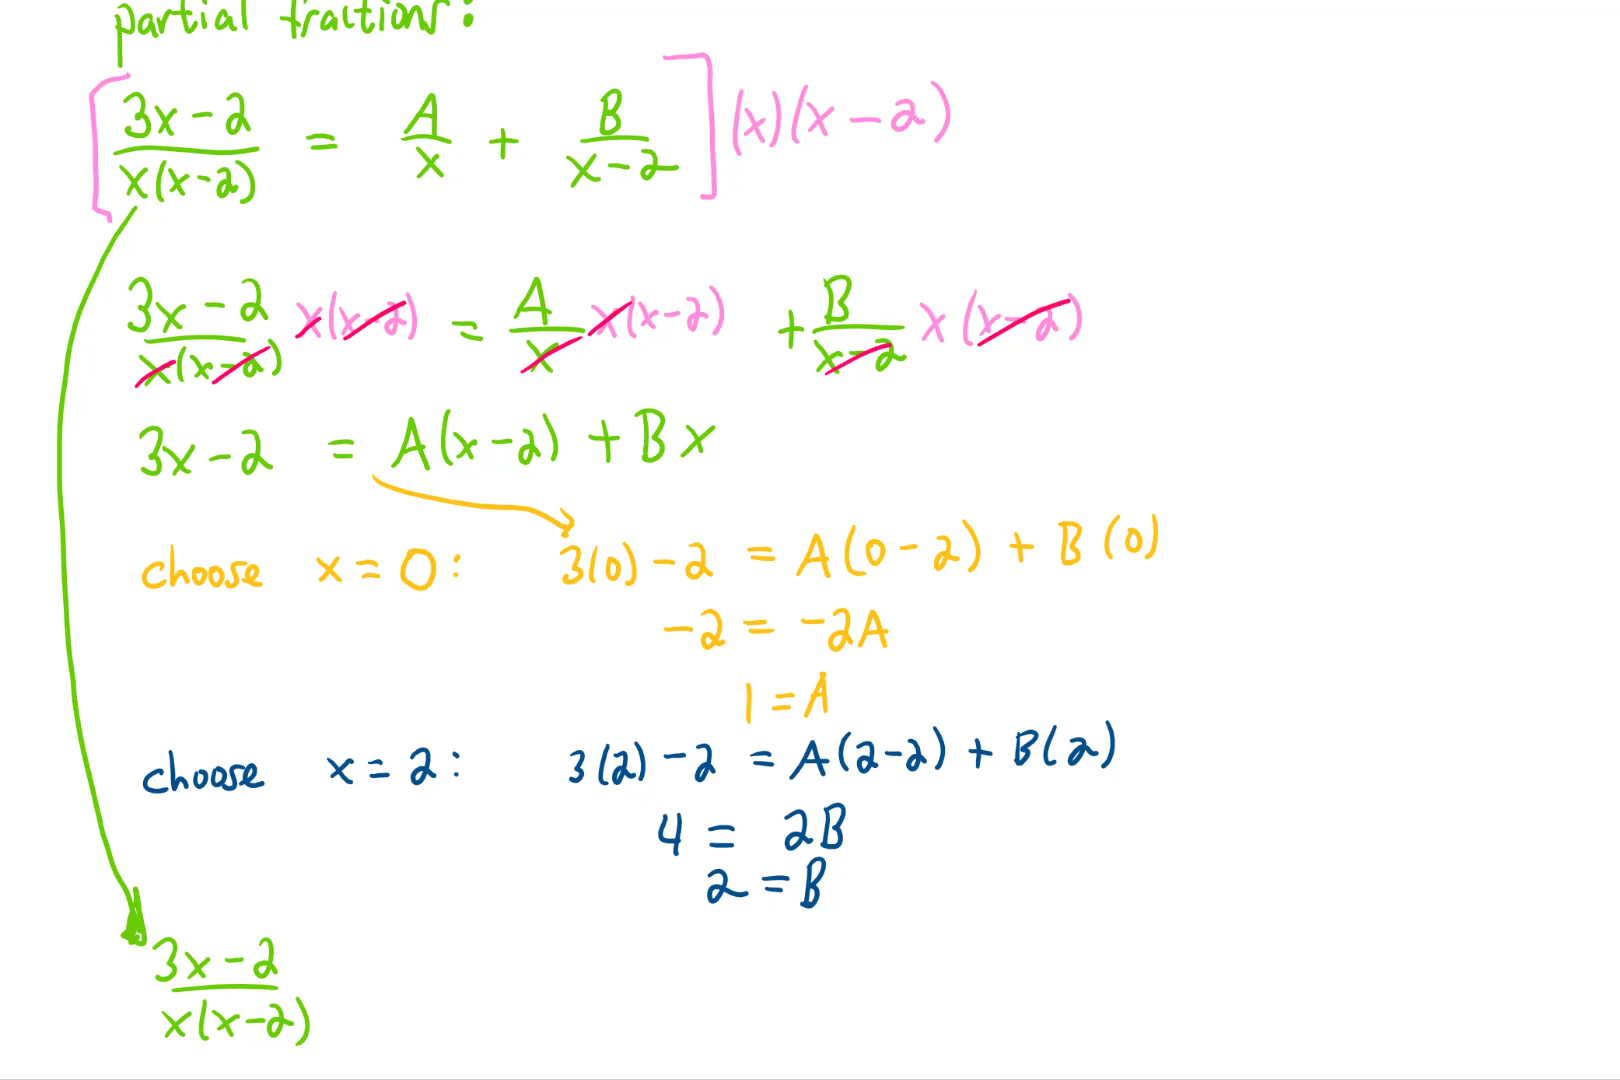 partial fractions:
[ (3x-2)/(x(x-2)) = A/x + B/(x-2) ] (x)(x-2)
(3x-2)/(x(x-2)) x(x-2) = A/x x(x-2) + B/(x-2) x(x-2)
3x-2 = A(x-2) + Bx
choose x=0: 3(0)-2 = A(0-2) + B(0)
-2 = -2A
1 = A
choose x=2: 3(2)-2 = A(2-2) + B(2)
4 = 2B
2 = B
(3x-2)/(x(x-2))